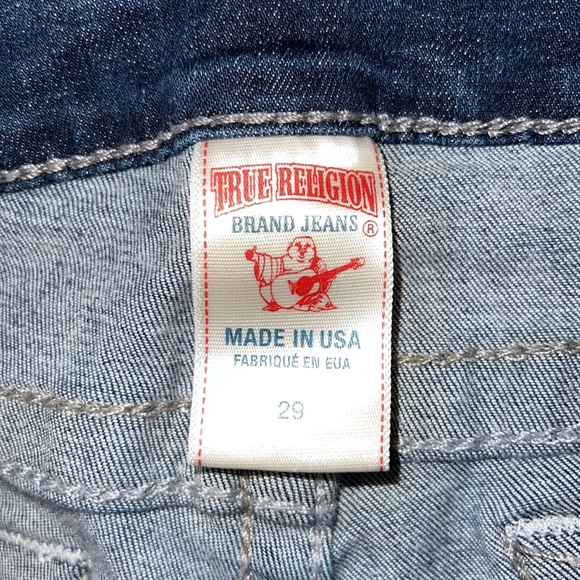 TRUE RELIGION
BRAND JEANS ®
MADE IN USA
FABRIQUÉ EN EUA
29